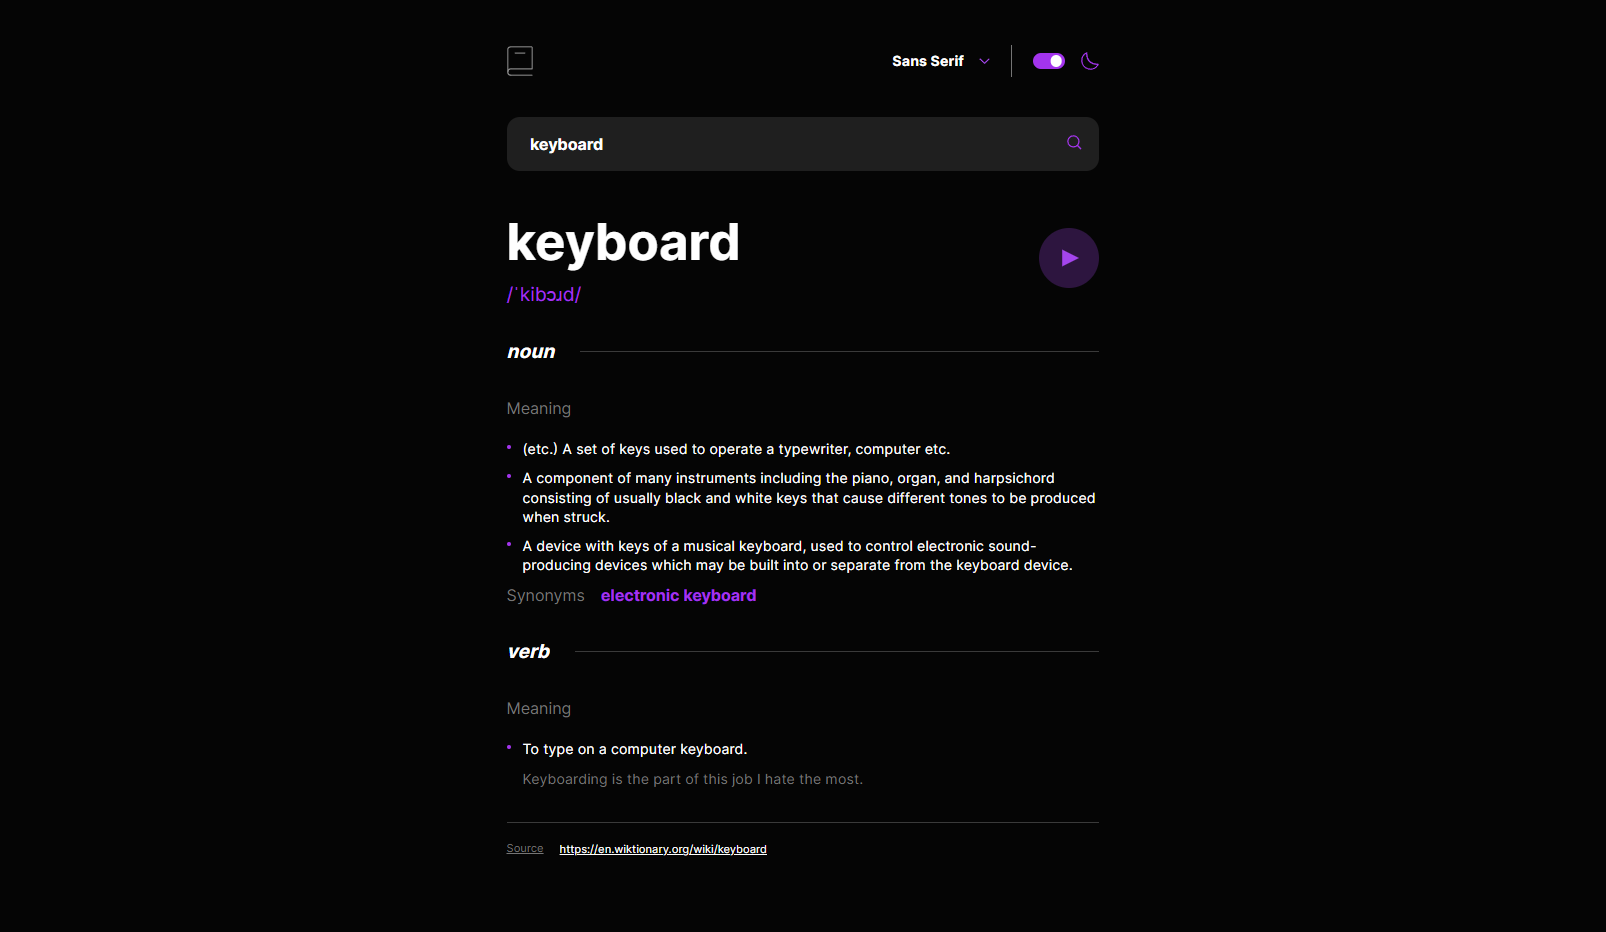 Sans Serif
keyboard
keyboard
/ˈkibɔɹd/
noun
Meaning
(etc.) A set of keys used to operate a typewriter, computer etc.
A component of many instruments including the piano, organ, and harpsichord
consisting of usually black and white keys that cause different tones to be produced
when struck.
A device with keys of a musical keyboard, used to control electronic sound-
producing devices which may be built into or separate from the keyboard device.
Synonyms electronic keyboard
verb
Meaning
To type on a computer keyboard.
Keyboarding is the part of this job I hate the most.
Source https://en.wiktionary.org/wiki/keyboard